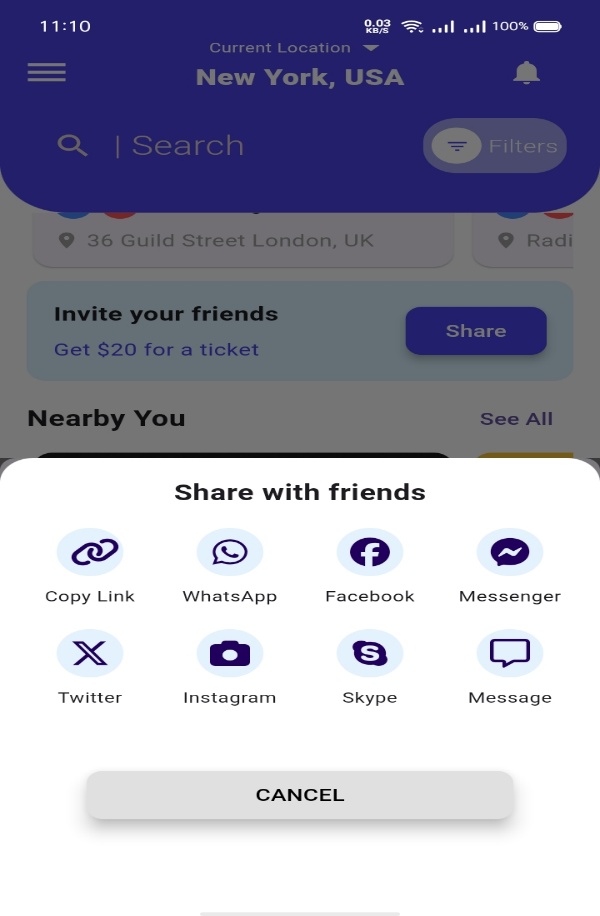 11:10
0.03
KB/S
100%
Current Location
New York, USA
| Search
Filters
36 Guild Street London, UK
Radi
Invite your friends
Get $20 for a ticket
Share
Nearby You
See All
Share with friends
Copy Link
WhatsApp
Facebook
Messenger
Twitter
Instagram
Skype
Message
CANCEL